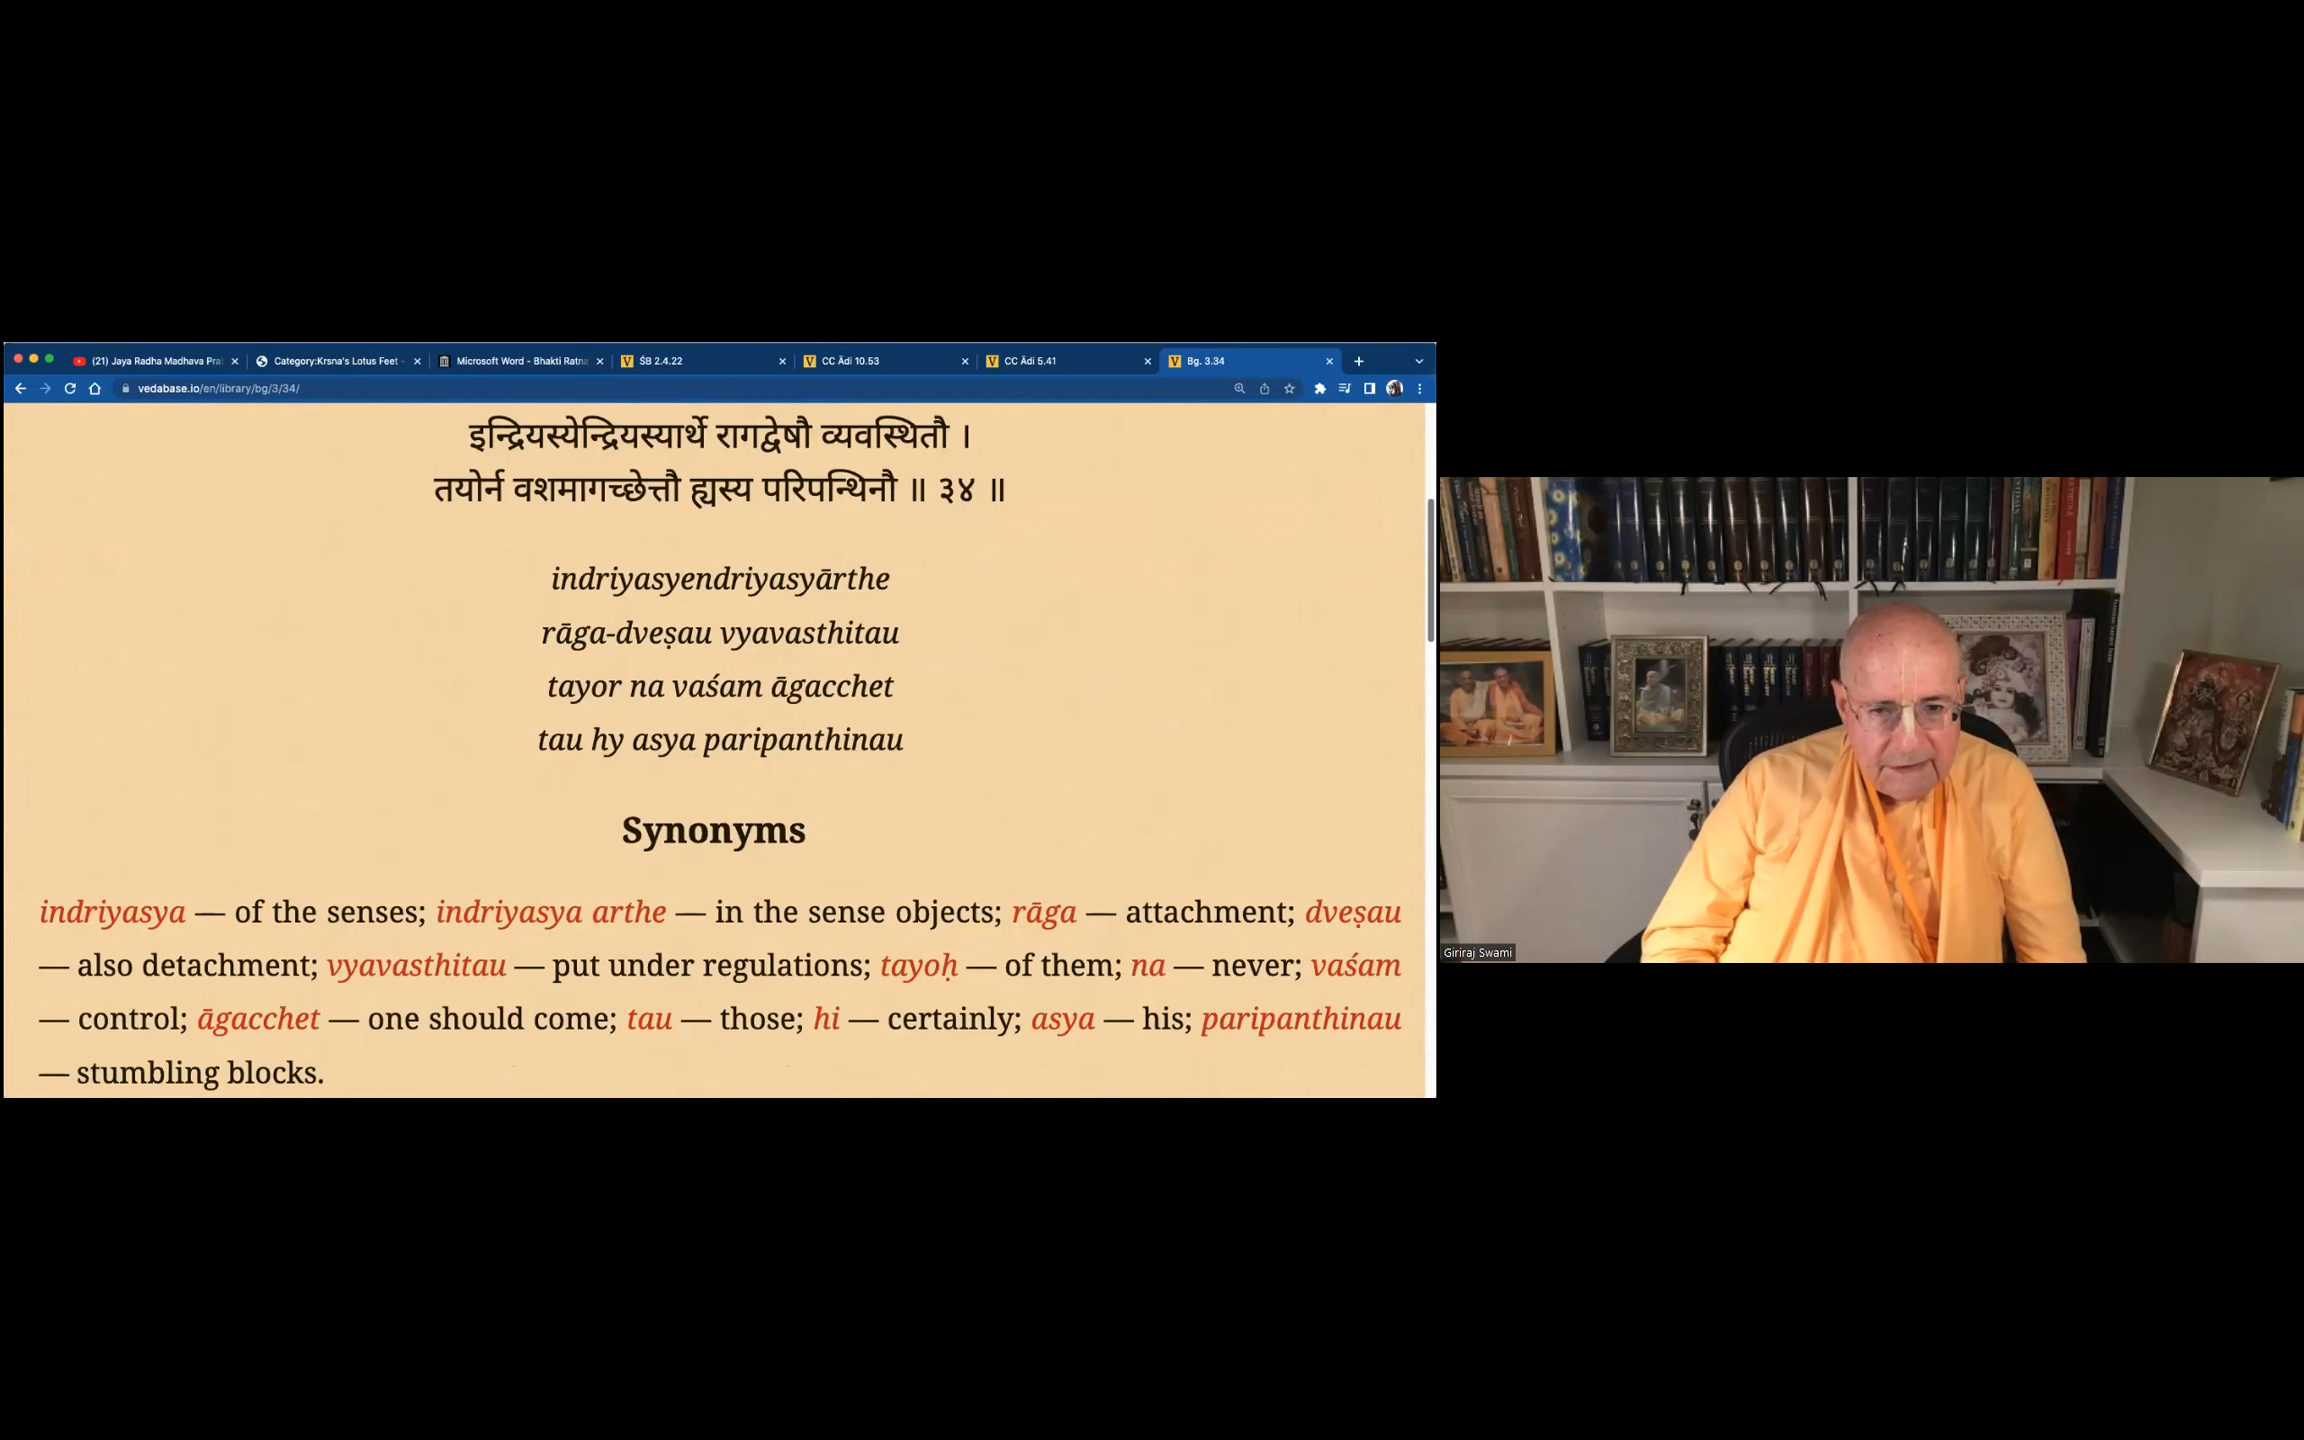 (21) Jaya Radha Madhava Pra
Category:Krsna's Lotus Feet -
Microsoft Word - Bhakti Ratna
ŚB 2.4.22
CC Ādi 10.53
CC Ādi 5.41
Bg. 3.34
vedabase.io/en/library/bg/3/34/
इन्द्रियस्येन्द्रियस्यार्थे रागद्वेषौ व्यवस्थितौ ।
तयोर्न वशमागच्छेत्तौ ह्यस्य परिपन्थिनौ ॥ ३४ ॥
indriyasyendriyasyārthe
rāga-dveṣau vyavasthitau
tayor na vaśam āgacchet
tau hy asya paripanthinau
Synonyms
indriyasya — of the senses; indriyasya arthe — in the sense objects; rāga — attachment; dveṣau
— also detachment; vyavasthitau — put under regulations; tayoḥ — of them; na — never; vaśam
— control; āgacchet — one should come; tau — those; hi — certainly; asya — his; paripanthinau
— stumbling blocks.
Giriraj Swami